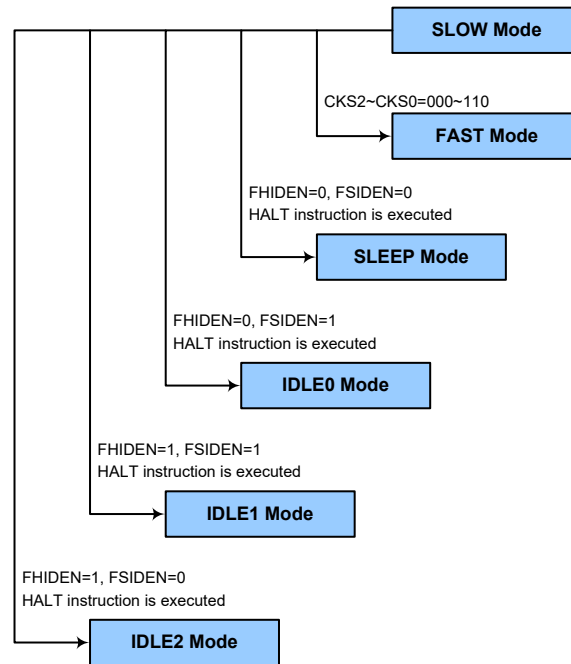 SLOW Mode
CKS2~CKS0=000~110
FAST Mode
FHIDEN=0, FSIDEN=0
HALT instruction is executed
SLEEP Mode
FHIDEN=0, FSIDEN=1
HALT instruction is executed
IDLE0 Mode
FHIDEN=1, FSIDEN=1
HALT instruction is executed
IDLE1 Mode
FHIDEN=1, FSIDEN=0
HALT instruction is executed
IDLE2 Mode